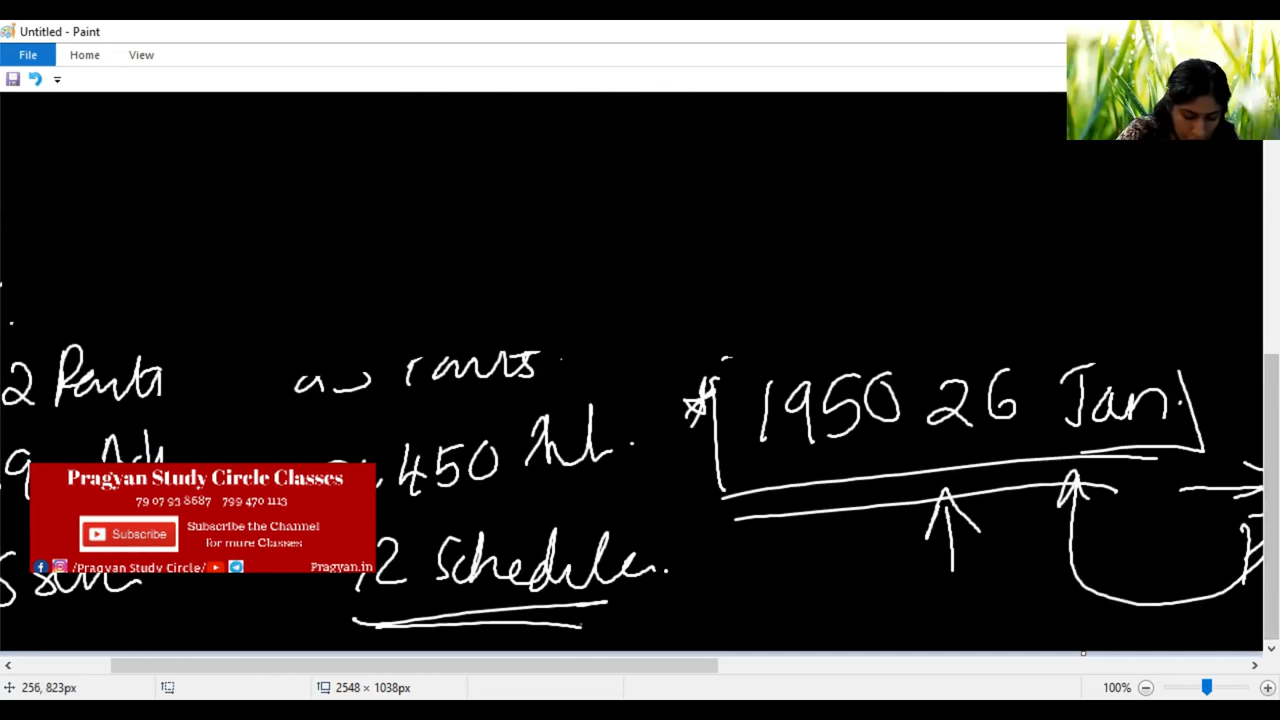 Untitled - Paint
File Home View
2 Parts
1950 26 Jan.
450
Pragyan Study Circle Classes
79 07 93 8687 799 470 1113
Subscribe Subscribe the Channel
for more Classes
/Pragyan Study Circle/ Pragyan.in
12 Schedules.
256, 823px 2548 × 1038px 100%